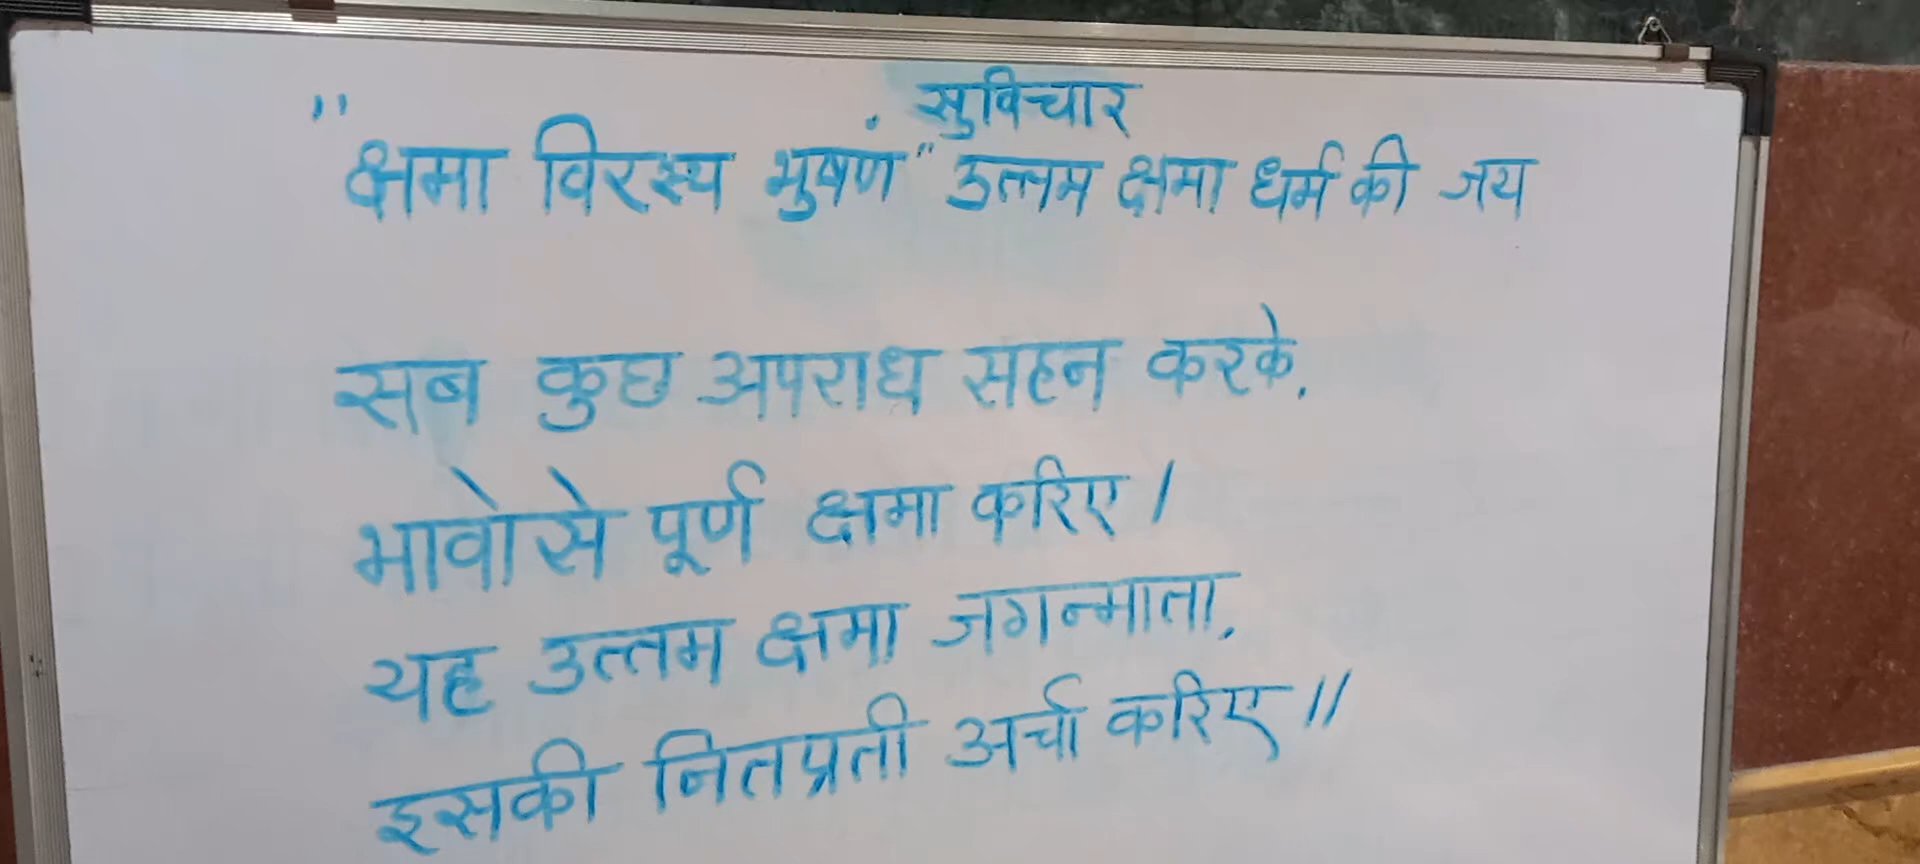 सुविचार
"क्षमा विरस्य भुषणं" उत्तम क्षमा धर्म की जय
सब कुछ अपराध सहन करके,
भावोसे पूर्ण क्षमा करिए।
यह उत्तम क्षमा जगन्माता,
इसकी नितप्रती अर्चा करिए॥